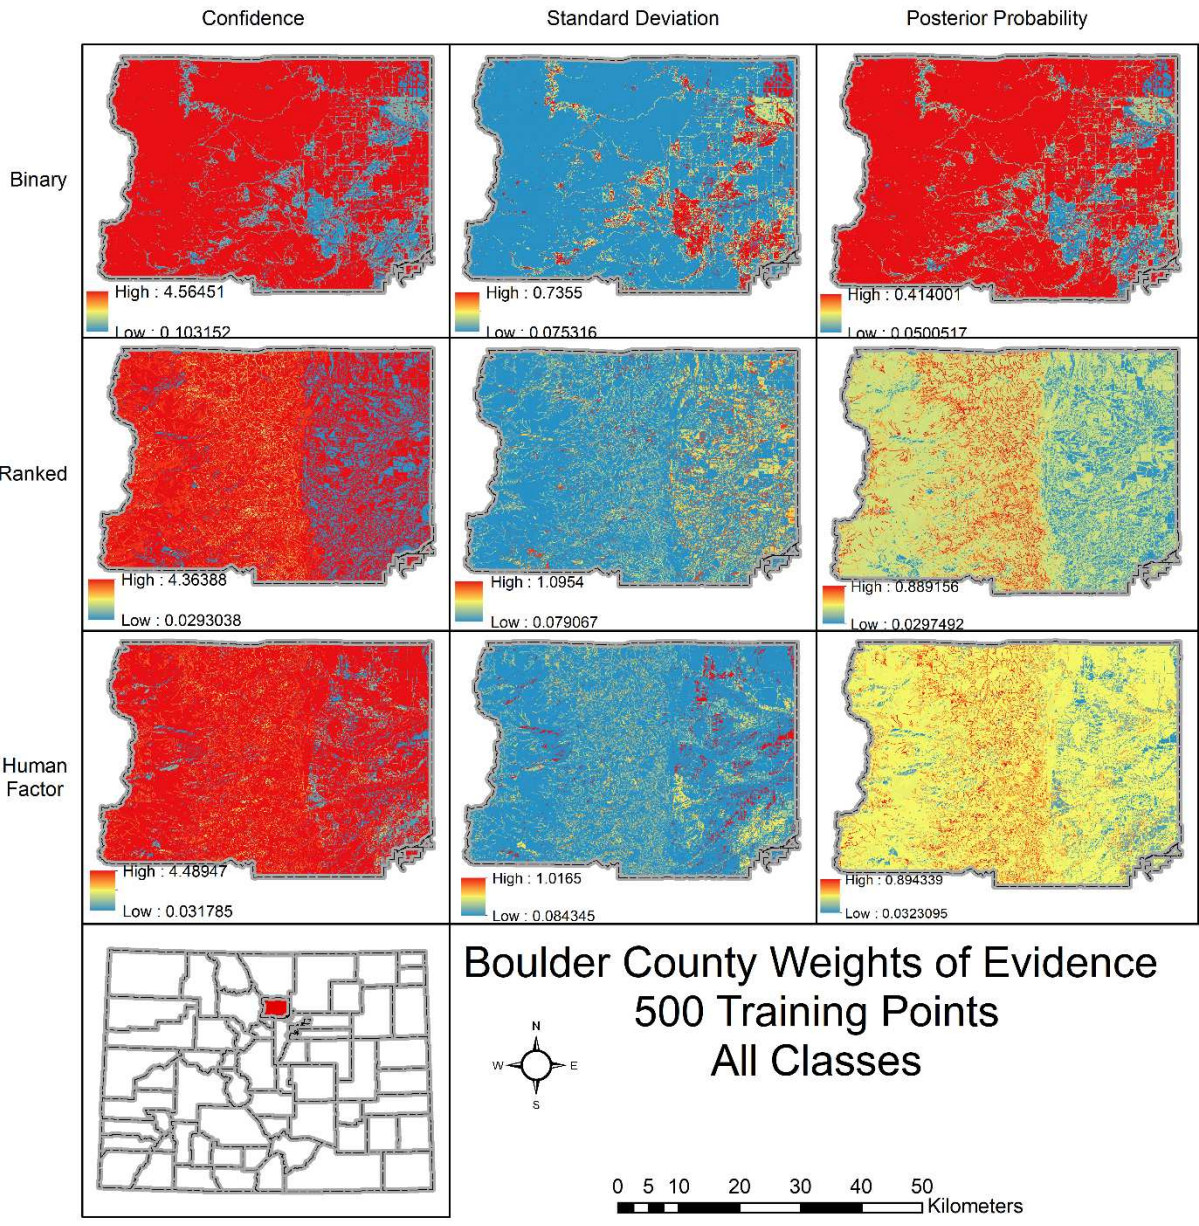 Confidence
Standard Deviation
Posterior Probability
Binary
High : 4.56451
Low : 0.103152
High : 0.7355
Low : 0.075316
High : 0.414001
Low : 0.0500517
Ranked
High : 4.36388
Low : 0.0293038
High : 1.0954
Low : 0.079067
High : 0.889156
Low : 0.0297492
Human
Factor
High : 4.48947
Low : 0.031785
High : 1.0165
Low : 0.084345
High : 0.894339
Low : 0.0323095
Boulder County Weights of Evidence
500 Training Points
All Classes
N
W E
S
0 5 10 20 30 40 50
Kilometers